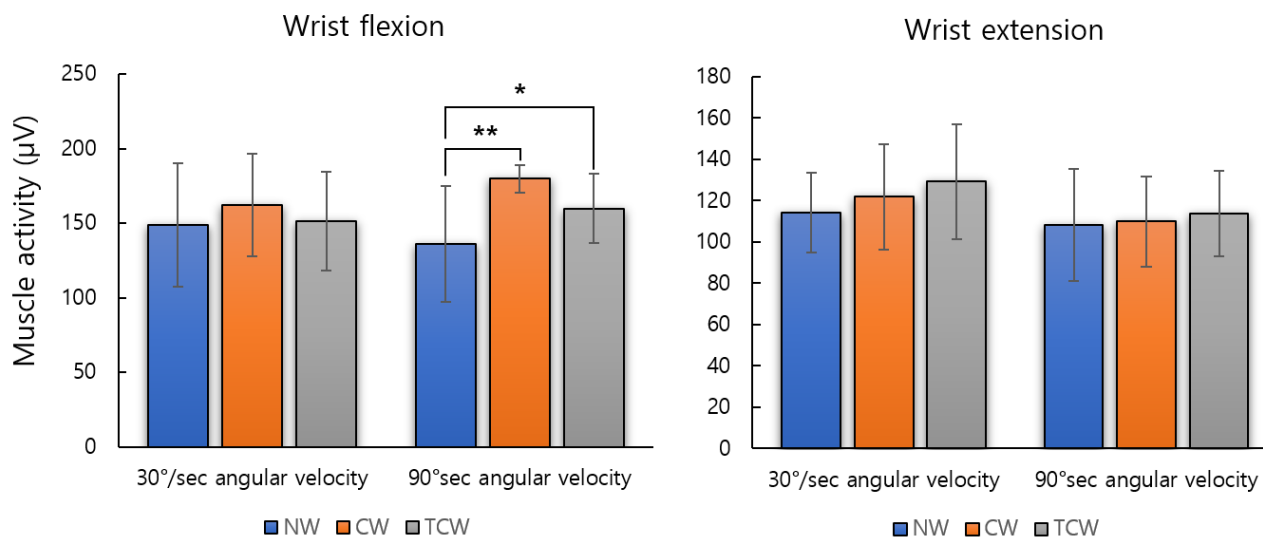 Wrist flexion
Muscle activity (μV)
250
200
150
100
50
0
*
**
30°/sec angular velocity
90°sec angular velocity
NW CW TCW
Wrist extension
180
160
140
120
100
80
60
40
20
0
30°/sec angular velocity
90°sec angular velocity
NW CW TCW